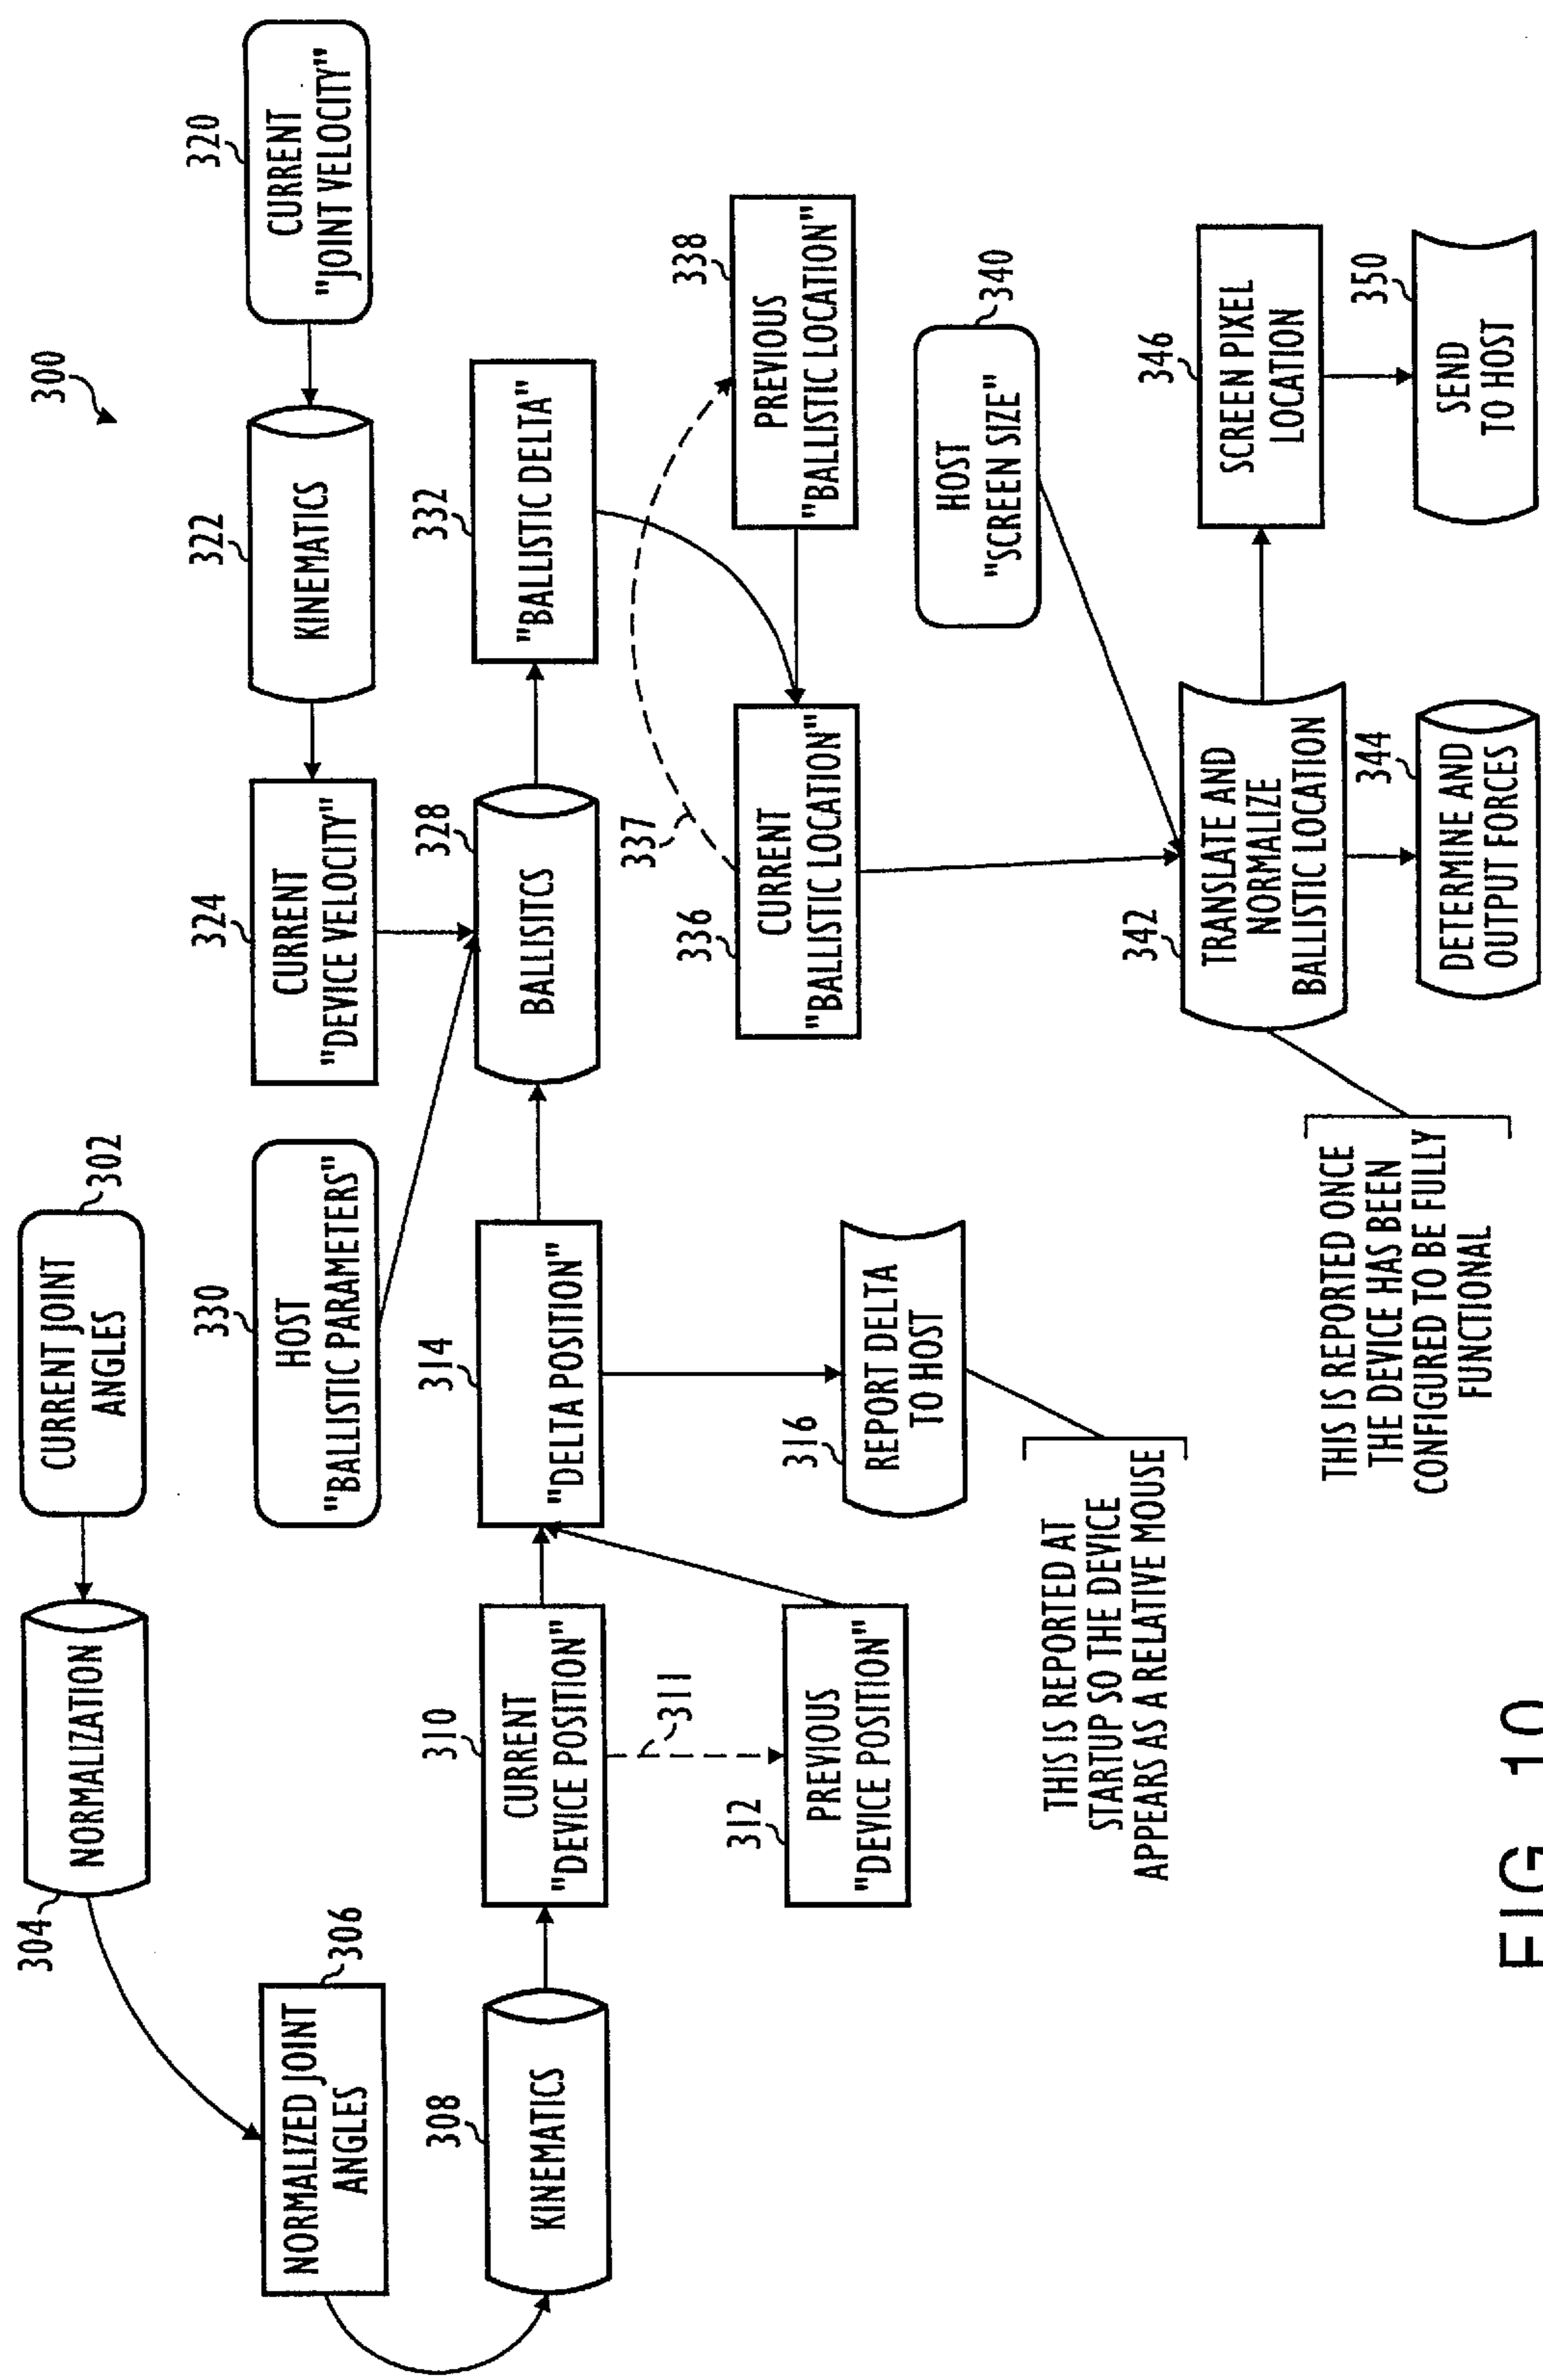 300
CURRENT JOINT
ANGLES
302
NORMALIZATION
304
NORMALIZED JOINT
ANGLES
306
KINEMATICS
308
CURRENT
"DEVICE POSITION"
310
311
PREVIOUS
"DEVICE POSITION"
312
"DELTA POSITION"
314
REPORT DELTA
TO HOST
316
THIS IS REPORTED AT
STARTUP SO THE DEVICE
APPEARS AS A RELATIVE MOUSE
CURRENT
"JOINT VELOCITY"
320
KINEMATICS
322
CURRENT
"DEVICE VELOCITY"
324
HOST
"BALLISTIC PARAMETERS"
330
BALLISITCS
328
"BALLISTIC DELTA"
332
CURRENT
"BALLISTIC LOCATION"
336
337
PREVIOUS
"BALLISTIC LOCATION"
338
HOST
"SCREEN SIZE"
340
TRANSLATE AND
NORMALIZE
BALLISTIC LOCATION
342
DETERMINE AND
OUTPUT FORCES
344
SCREEN PIXEL
LOCATION
346
SEND
TO HOST
350
THIS IS REPORTED ONCE
THE DEVICE HAS BEEN
CONFIGURED TO BE FULLY
FUNCTIONAL
FIG. 10